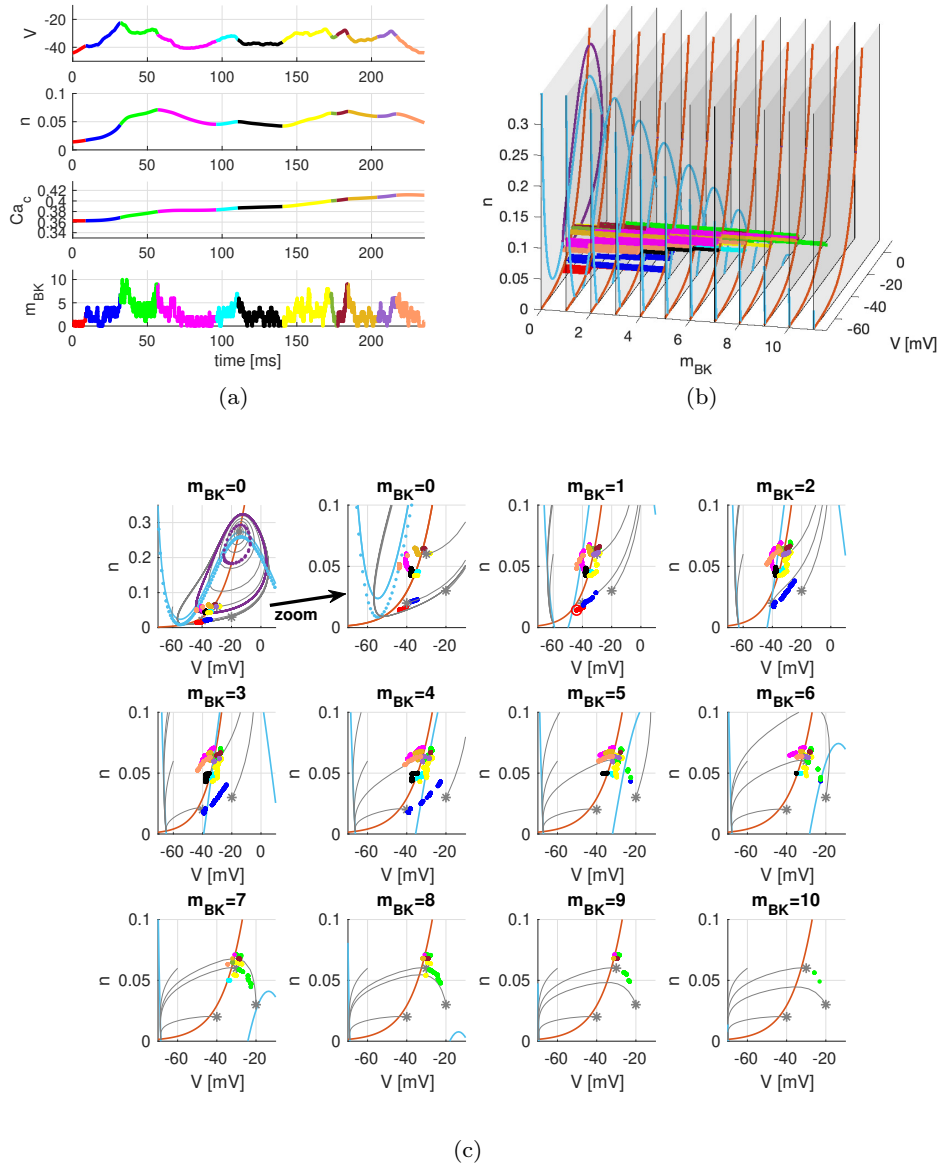 V
-20
-40
0 50 100 150 200
n
0.1
0.05
0
0 50 100 150 200
Ca_c
0.42
0.4
0.38
0.36
0.34
0 50 100 150 200
m_BK
10
5
0
0 50 100 150 200
time [ms]
(a)
n
0.3
0.25
0.2
0.15
0.1
0.05
0
0 2 4 6 8 10
m_BK
0
-20
-40
-60
V [mV]
(b)
m_BK=0 m_BK=0 m_BK=1 m_BK=2
n 0.3 0.2 0.1 0
n 0.1 0.05 0
n 0.1 0.05 0
n 0.1 0.05 0
zoom
-60 -40 -20 0
-60 -40 -20
-60 -40 -20 0
-60 -40 -20 0
V [mV] V [mV] V [mV] V [mV]
m_BK=3 m_BK=4 m_BK=5 m_BK=6
n 0.1 0.05 0
n 0.1 0.05 0
n 0.1 0.05 0
n 0.1 0.05 0
-60 -40 -20 0
-60 -40 -20
-60 -40 -20
-60 -40 -20
V [mV] V [mV] V [mV] V [mV]
m_BK=7 m_BK=8 m_BK=9 m_BK=10
n 0.1 0.05 0
n 0.1 0.05 0
n 0.1 0.05 0
n 0.1 0.05 0
-60 -40 -20
-60 -40 -20
-60 -40 -20
-60 -40 -20
V [mV] V [mV] V [mV] V [mV]
(c)